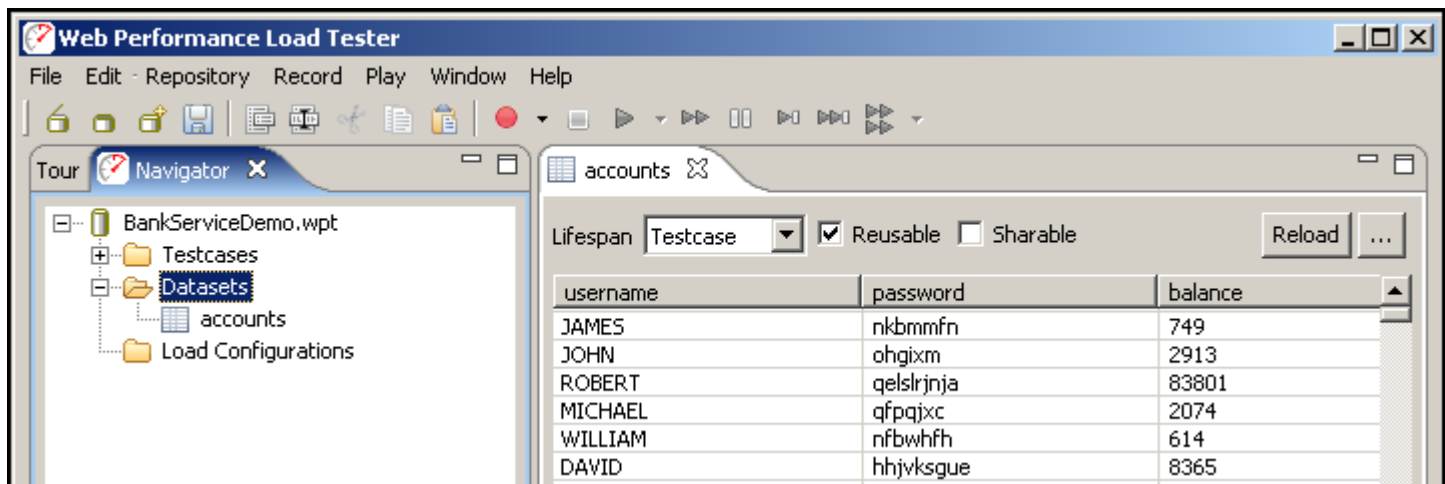 Web Performance Load Tester
File Edit Repository Record Play Window Help
Tour Navigator
accounts
BankServiceDemo.wpt
Testcases
Datasets
accounts
Load Configurations
Lifespan Testcase Reusable Sharable Reload ...
username password balance
JAMES nkbmmfn 749
JOHN ohgixm 2913
ROBERT qelslrjnja 83801
MICHAEL qfpqjxc 2074
WILLIAM nfbwhfh 614
DAVID hhjvksgue 8365